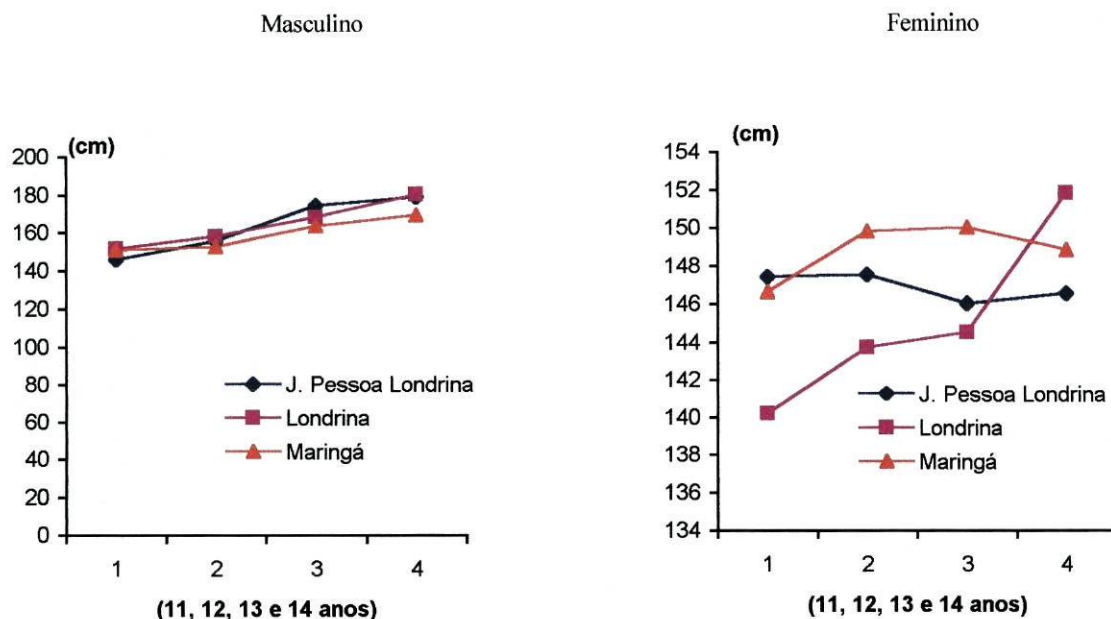 Masculino
(cm)
200
180
160
140
120
100
80
60
40
20
0
J. Pessoa Londrina
Londrina
Maringá
1 2 3 4
(11, 12, 13 e 14 anos)
Feminino
(cm)
154
152
150
148
146
144
142
140
138
136
134
J. Pessoa Londrina
Londrina
Maringá
1 2 3 4
(11, 12, 13 e 14 anos)